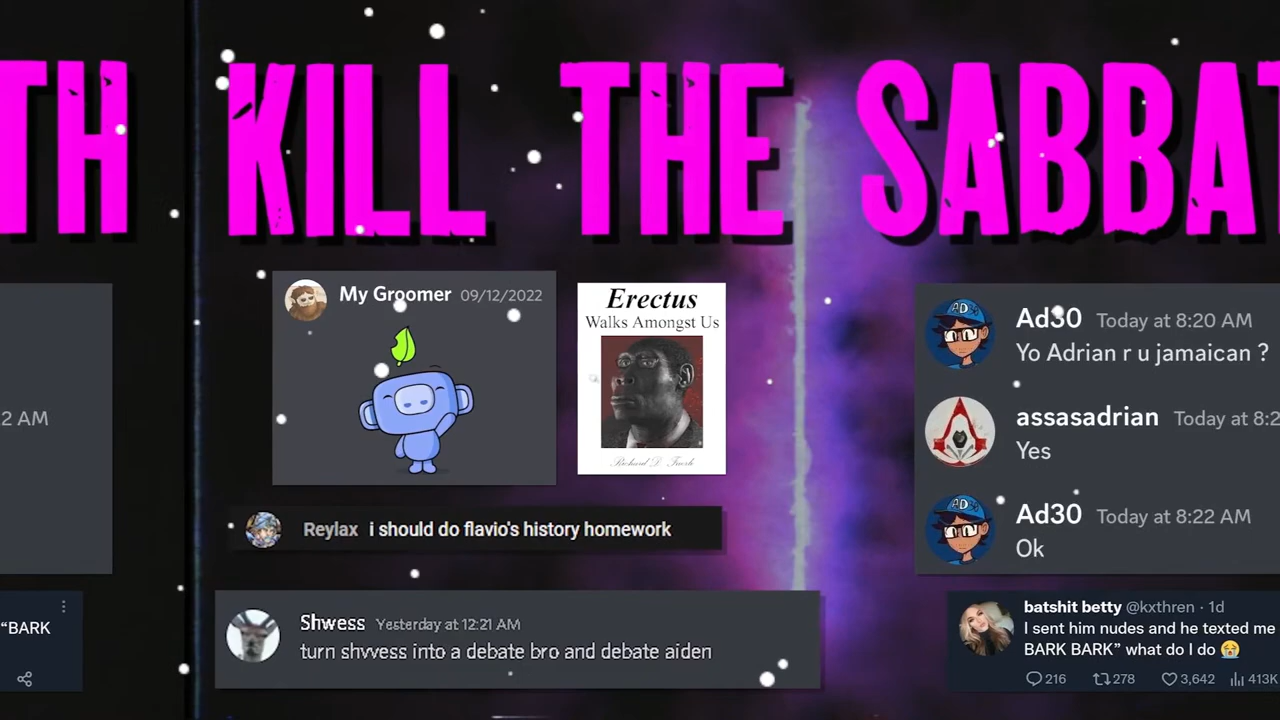 TH KILL THE SABBAT
My Groomer 09/12/2022
Erectus
Walks Amongst Us
Richard D. Fuerle
2 AM
Reylax i should do flavio's history homework
Shwess Yesterday at 12:21 AM
turn shvvess into a debate bro and debate aiden
“BARK
Ad30 Today at 8:20 AM
Yo Adrian r u jamaican ?
assasadrian Today at 8:2
Yes
Ad30 Today at 8:22 AM
Ok
batshit betty @kxthren · 1d
I sent him nudes and he texted me
BARK BARK” what do I do 😭
216 278 3,642 413K